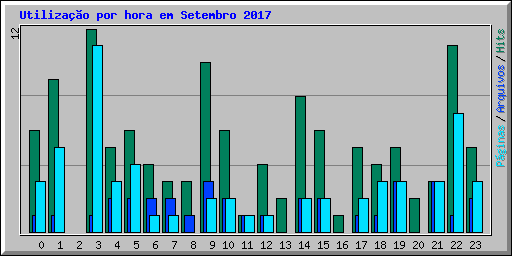 Utilização por hora em Setembro 2017
12
Páginas / Arquivos / Hits
0 1 2 3 4 5 6 7 8 9 10 11 12 13 14 15 16 17 18 19 20 21 22 23